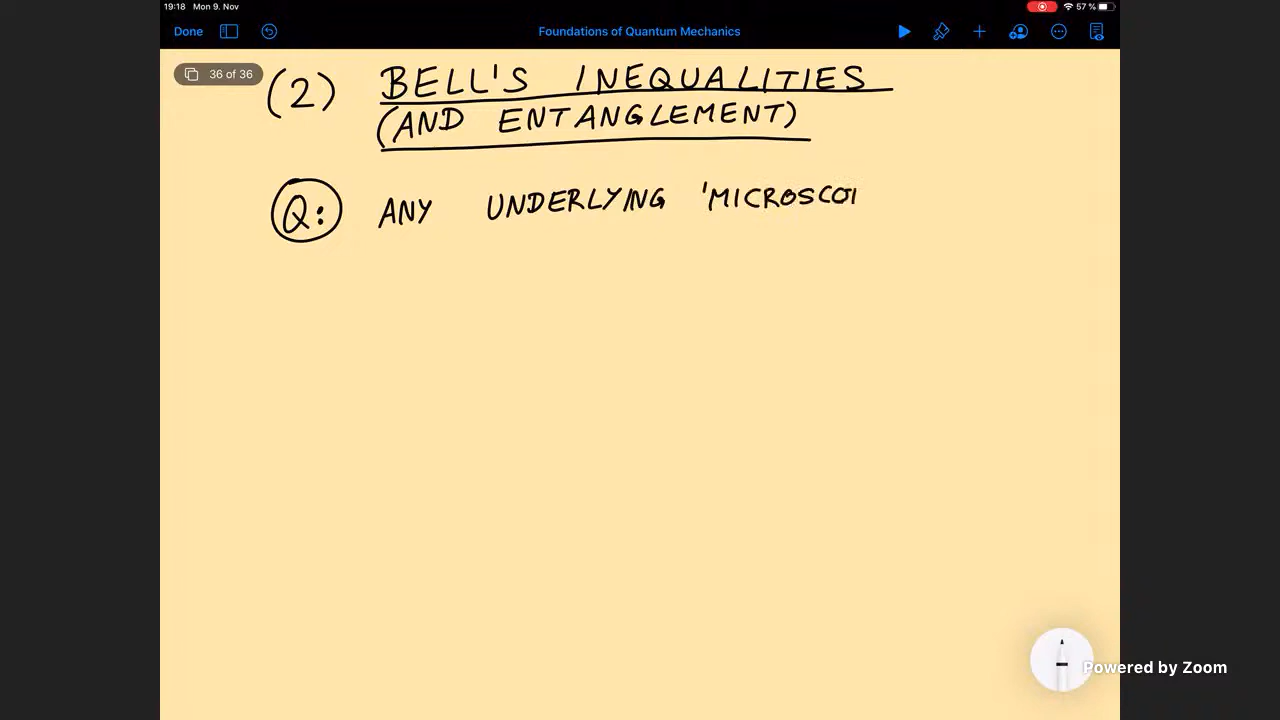 19:18 Mon 9. Nov
57 %
Done
Foundations of Quantum Mechanics
36 of 36
(2) BELL'S INEQUALITIES
(AND ENTANGLEMENT)
Q: ANY UNDERLYING 'MICROSCO
Powered by Zoom